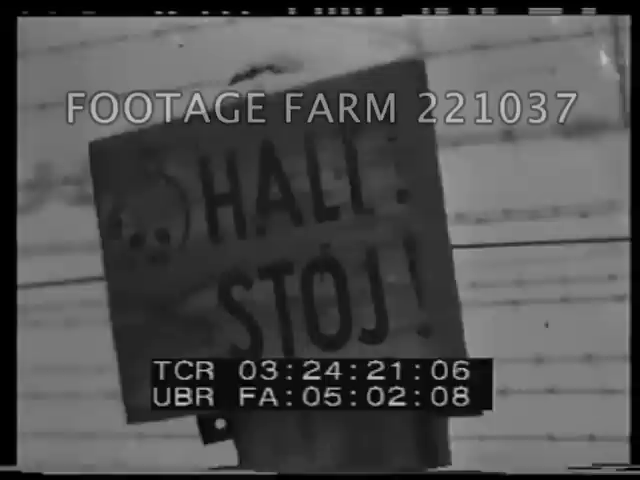 FOOTAGE FARM 221037
HALT!
STÓJ!
TCR 03:24:21:06
UBR FA:05:02:08